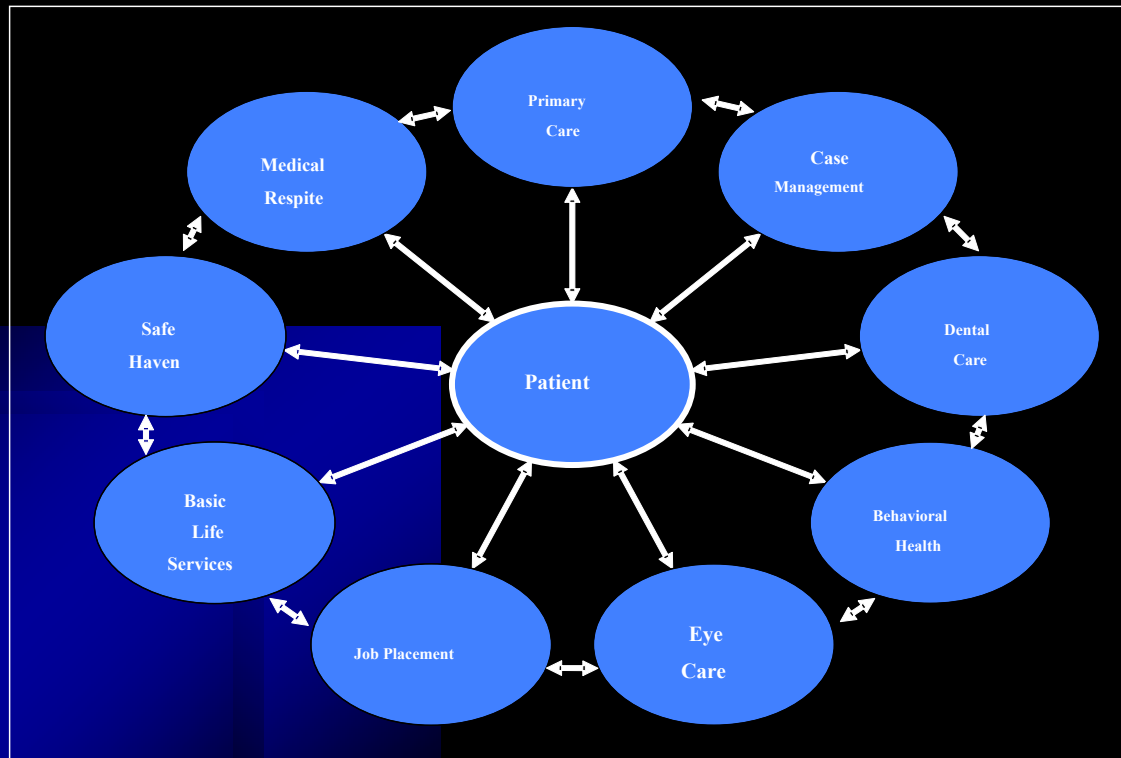 Primary
Care
Case
Management
Medical
Respite
Safe
Haven
Dental
Care
Patient
Basic
Life
Services
Behavioral
Health
Job Placement
Eye
Care